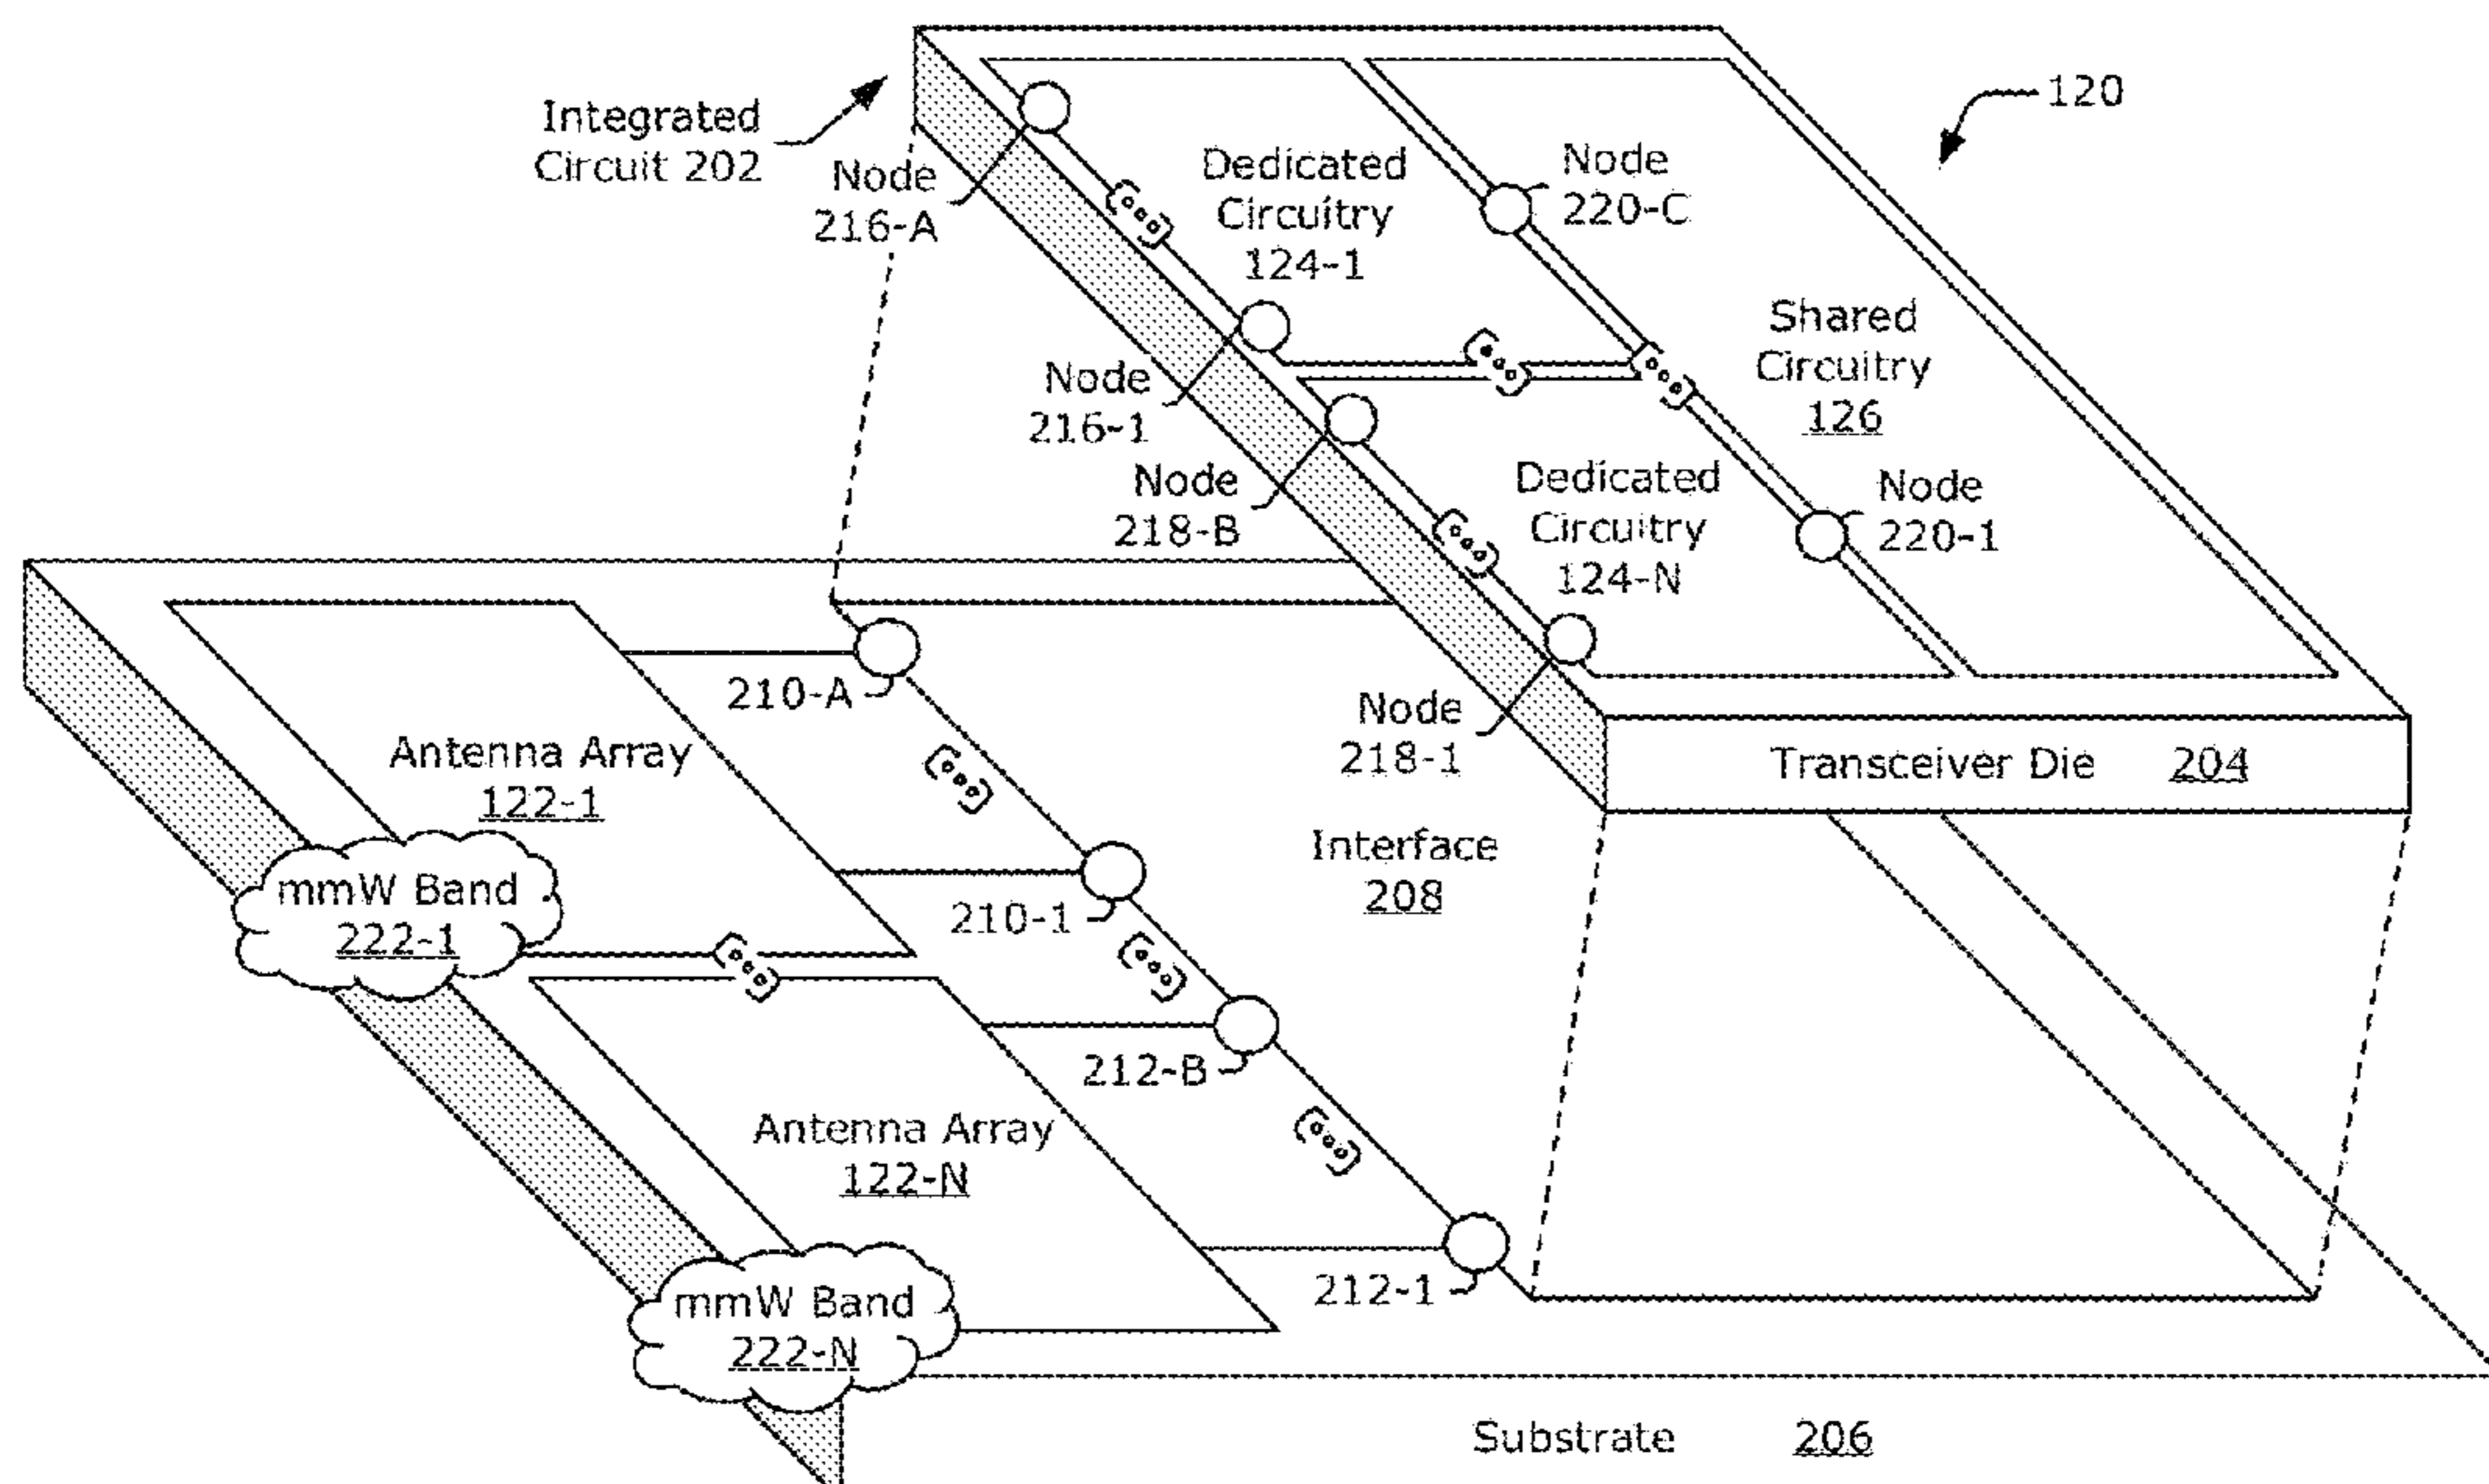 120
Integrated
Circuit 202
Node
216-A
Dedicated
Circuitry
124-1
Node
220-C
Shared
Circuitry
126
Node
216-1
Node
218-B
Dedicated
Circuitry
124-N
Node
220-1
Node
218-1
Transceiver Die 204
210-A
Antenna Array
122-1
Interface
208
mmW Band
222-1
210-1
212-B
Antenna Array
122-N
212-1
mmW Band
222-N
Substrate 206